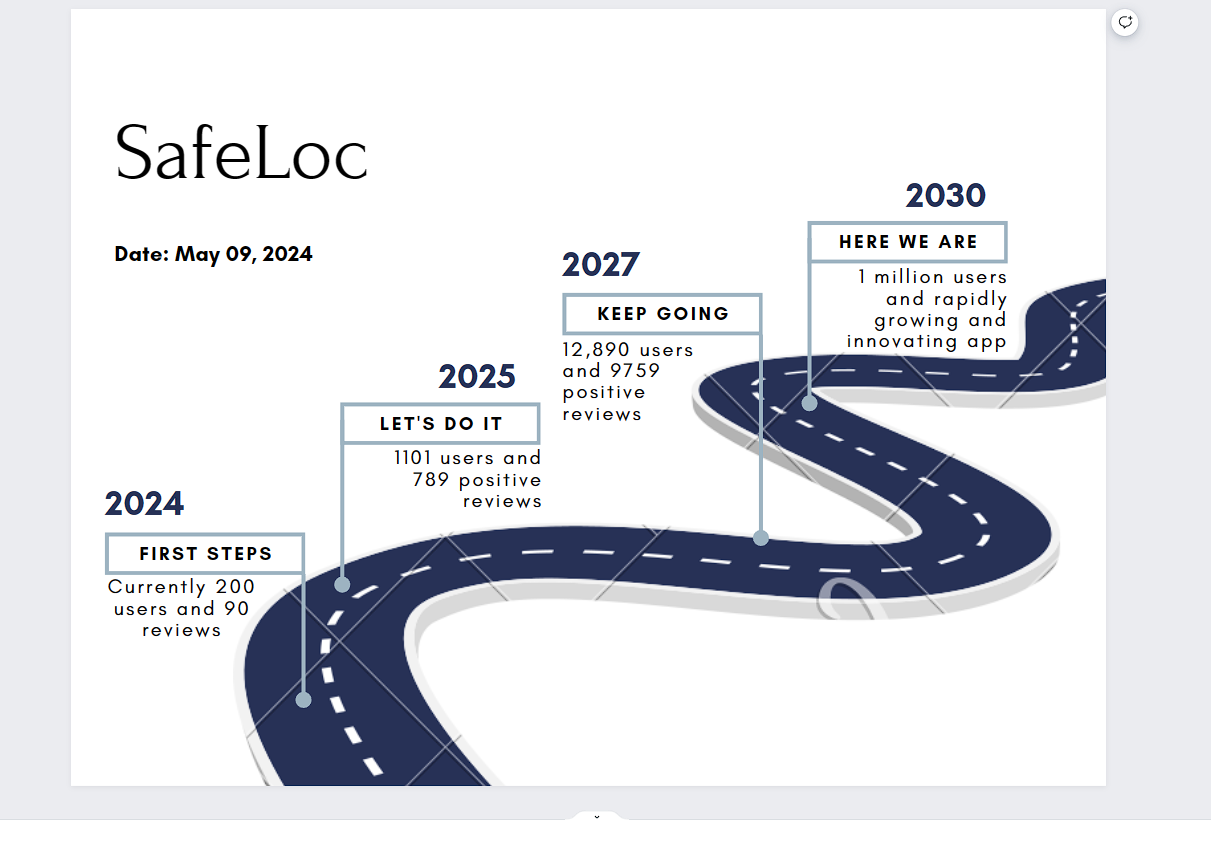 SafeLoc
Date: May 09, 2024
2024
FIRST STEPS
Currently 200
users and 90
reviews
2025
LET'S DO IT
1101 users and
789 positive
reviews
2027
KEEP GOING
12,890 users
and 9759
positive
reviews
2030
HERE WE ARE
1 million users
and rapidly
growing and
innovating app